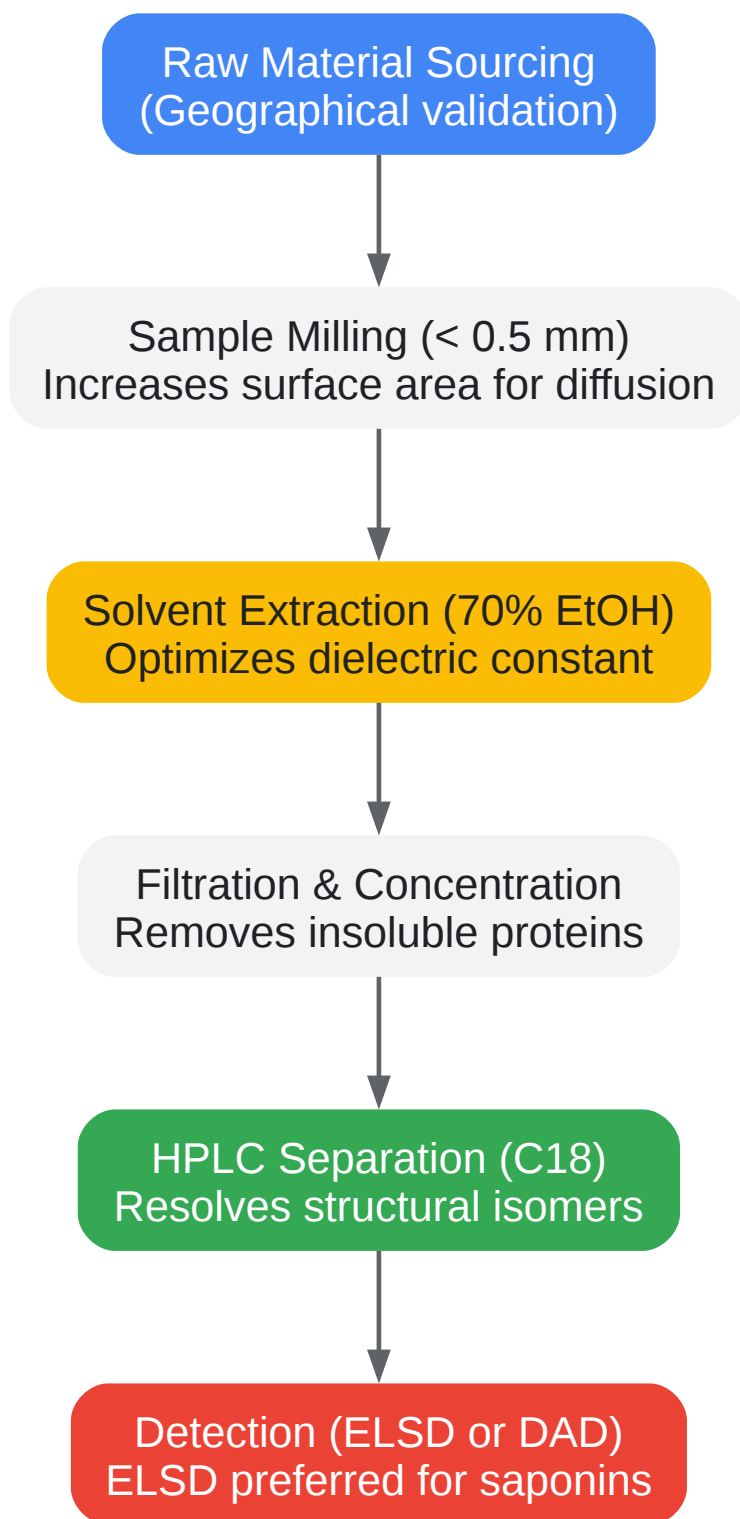 Raw Material Sourcing
(Geographical validation)
Sample Milling (< 0.5 mm)
Increases surface area for diffusion
Solvent Extraction (70% EtOH)
Optimizes dielectric constant
Filtration & Concentration
Removes insoluble proteins
HPLC Separation (C18)
Resolves structural isomers
Detection (ELSD or DAD)
ELSD preferred for saponins